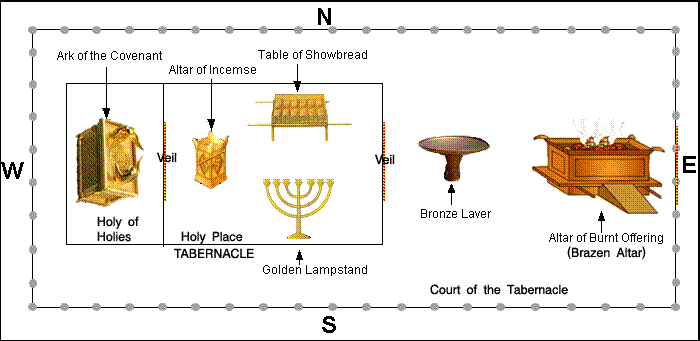 N
Ark of the Covenant
Altar of Incemse
Table of Showbread
W
Veil
Veil
E
Holy of
Holies
Holy Place
TABERNACLE
Golden Lampstand
Bronze Laver
Altar of Burnt Offering
(Brazen Altar)
Court of the Tabernacle
S